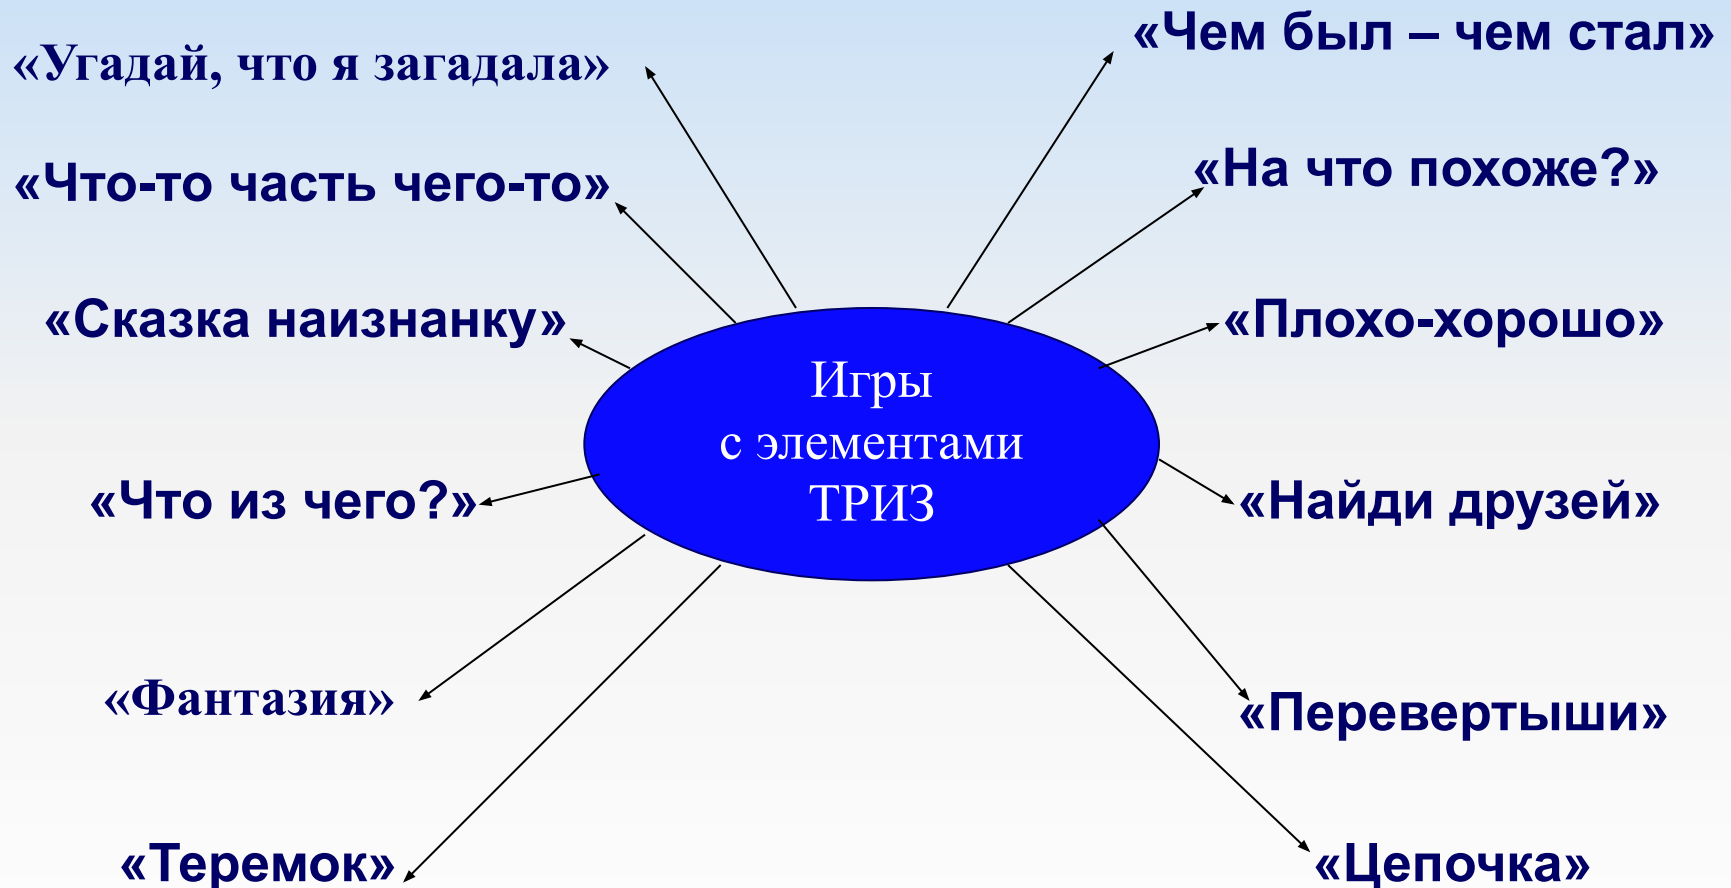 «Чем был – чем стал»
«Угадай, что я загадала»
«На что похоже?»
«Что-то часть чего-то»
«Сказка наизнанку»
«Плохо-хорошо»
Игры
с элементами
ТРИЗ
«Что из чего?»
«Найди друзей»
«Фантазия»
«Перевертыши»
«Теремок»
«Цепочка»